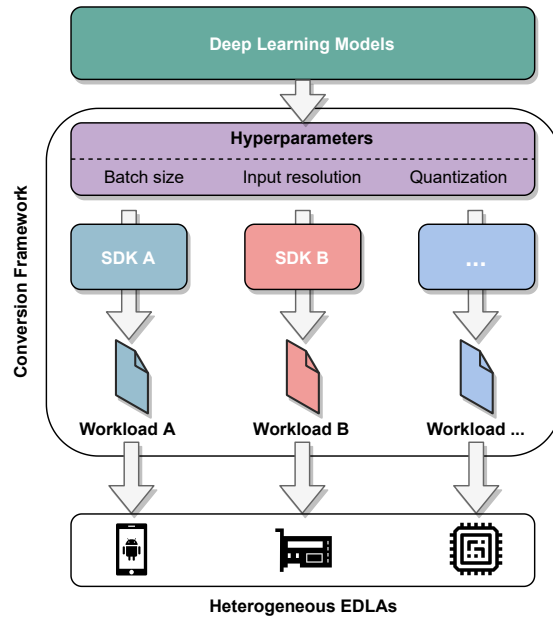 Deep Learning Models
Conversion Framework
Hyperparameters
Batch size Input resolution Quantization
SDK A SDK B ...
Workload A Workload B Workload ...
Heterogeneous EDLAs